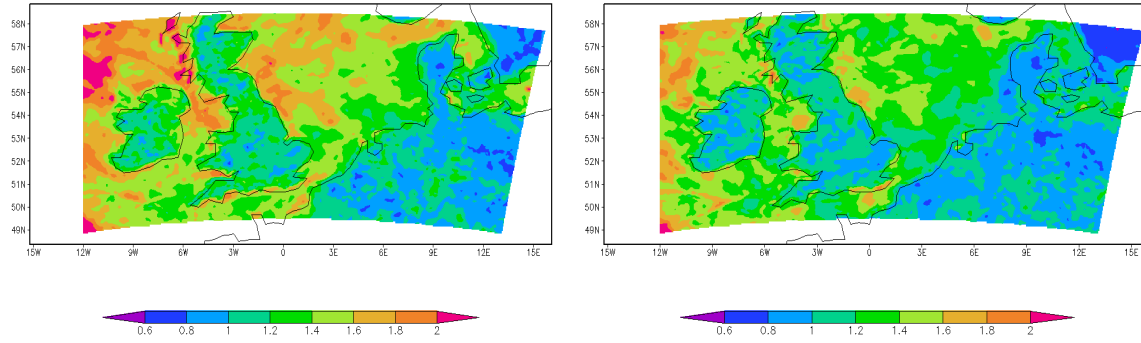 58N 58N
57N 57N
56N 56N
55N 55N
54N 54N
53N 53N
52N 52N
51N 51N
50N 50N
49N 49N
15W 12W 9W 6W 3W 0 3E 6E 9E 12E 15E 15W 12W 9W 6W 3W 0 3E 6E 9E 12E 15E
0.6 0.8 1 1.2 1.4 1.6 1.8 2 0.6 0.8 1 1.2 1.4 1.6 1.8 2